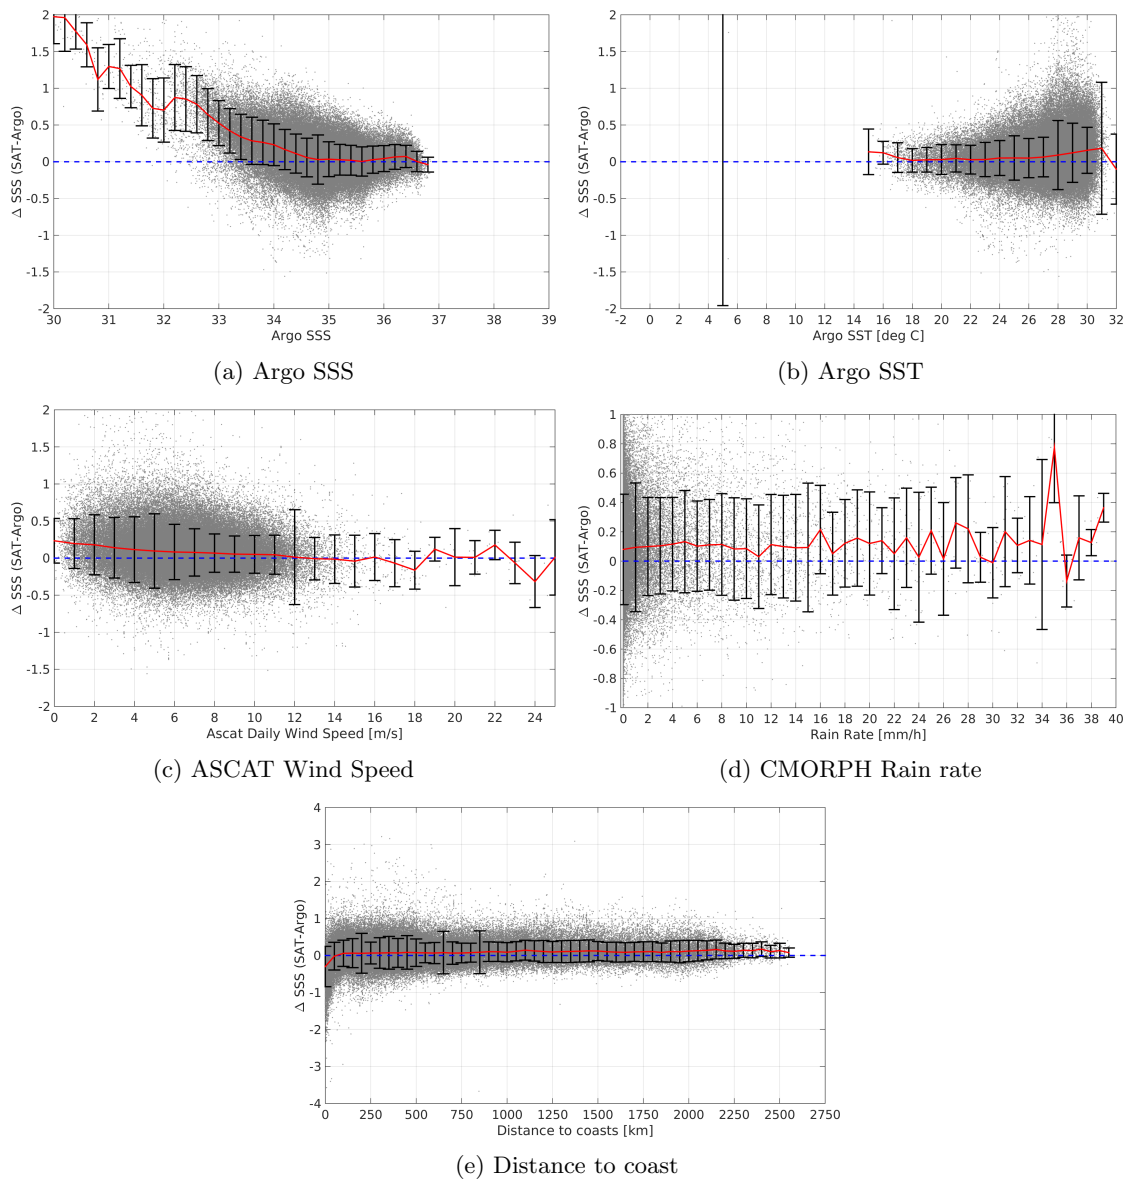 2
1.5
1
0.5
0
-0.5
-1
-1.5
-2
Δ SSS (SAT-Argo)
30 31 32 33 34 35 36 37 38 39
Argo SSS
(a) Argo SSS
2
1.5
1
0.5
0
-0.5
-1
-1.5
-2
Δ SSS (SAT-Argo)
-2 0 2 4 6 8 10 12 14 16 18 20 22 24 26 28 30 32
Argo SST [deg C]
(b) Argo SST
2
1.5
1
0.5
0
-0.5
-1
-1.5
-2
Δ SSS (SAT-Argo)
0 2 4 6 8 10 12 14 16 18 20 22 24
Ascat Daily Wind Speed [m/s]
(c) ASCAT Wind Speed
1
0.8
0.6
0.4
0.2
0
-0.2
-0.4
-0.6
-0.8
-1
Δ SSS (SAT-Argo)
0 2 4 6 8 10 12 14 16 18 20 22 24 26 28 30 32 34 36 38 40
Rain Rate [mm/h]
(d) CMORPH Rain rate
4
3
2
1
0
-1
-2
-3
-4
Δ SSS (SAT-Argo)
0 250 500 750 1000 1250 1500 1750 2000 2250 2500 2750
Distance to coasts [km]
(e) Distance to coast